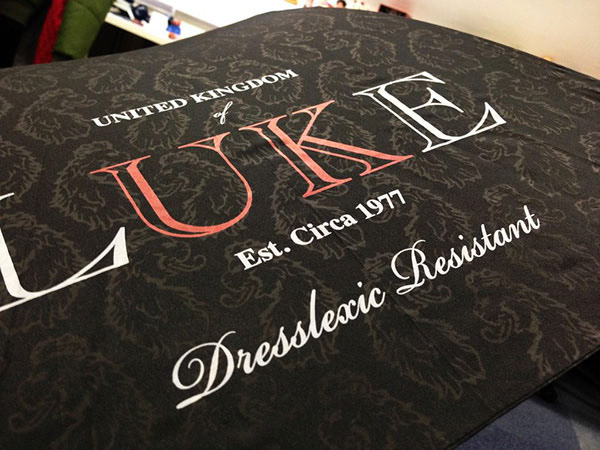 UNITED KINGDOM
of
LUKE
Est. Circa 1977
Dresslexic Resistant